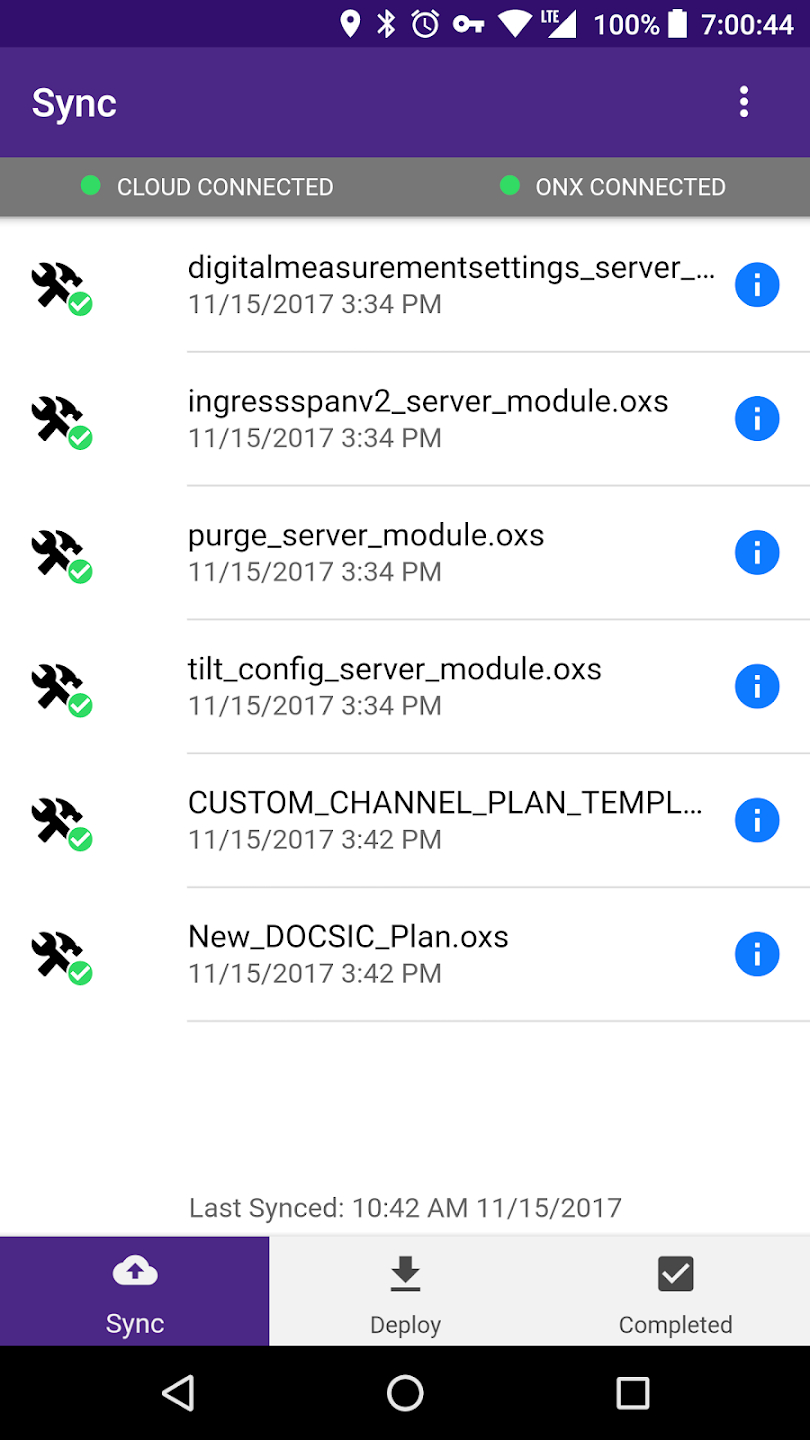 LTE 100% 7:00:44
Sync
CLOUD CONNECTED ONX CONNECTED
digitalmeasurementsettings_server_...
11/15/2017 3:34 PM
ingressspanv2_server_module.oxs
11/15/2017 3:34 PM
purge_server_module.oxs
11/15/2017 3:34 PM
tilt_config_server_module.oxs
11/15/2017 3:34 PM
CUSTOM_CHANNEL_PLAN_TEMPL...
11/15/2017 3:42 PM
New_DOCSIC_Plan.oxs
11/15/2017 3:42 PM
Last Synced: 10:42 AM 11/15/2017
Sync Deploy Completed